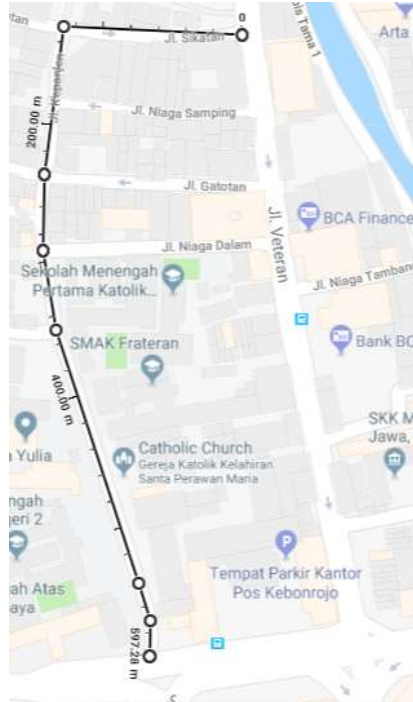 0
tan
Jl. Sikatan
Arta
Jl. Kepanjen
Jl. Niaga Samping
200.00 m
Jl. Gatotan
BCA Finance
Jl. Veteran
Jl. Niaga Dalam
Sekolah Menengah
Pertama Katolik...
Jl. Niaga Tamban
SMAK Frateran
Bank BC
400.00 m
SKK M
Jawa,
Catholic Church
Gereja Katolik Kelahiran
Santa Perawan Maria
a Yulia
ngah
geri 2
P
Tempat Parkir Kantor
Pos Kebonrojo
ah Atas
aya
597.28 m